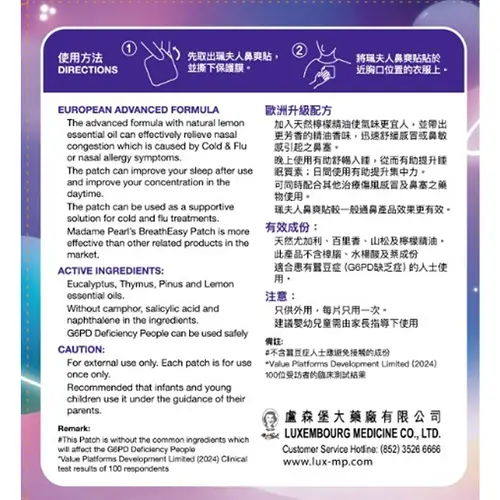 使用方法
DIRECTIONS
1
先取出珮夫人鼻爽貼,
並撕下保護膜。
2
將珮夫人鼻爽貼貼於
近胸口位置的衣服上。
EUROPEAN ADVANCED FORMULA
The advanced formula with natural lemon
essential oil can effectively relieve nasal
congestion which is caused by Cold & Flu
or nasal allergy symptoms.
The patch can improve your sleep after use
and improve your concentration in the
daytime.
The patch can be used as a supportive
solution for cold and flu treatments.
Madame Pearl's BreathEasy Patch is more
effective than other related products in the
market.
ACTIVE INGREDIENTS:
Eucalyptus, Thymus, Pinus and Lemon
essential oils.
Without camphor, salicylic acid and
naphthalene in the ingredients.
G6PD Deficiency People can be used safely
CAUTION:
For external use only. Each patch is for use
once only.
Recommended that infants and young
children use it under the guidance of their
parents.
Remark:
#This Patch is without the common ingredients which
will affect the G6PD Deficiency People
*Value Platforms Development Limited (2024) Clinical
test results of 100 respondents
歐洲升級配方
加入天然檸檬精油使氣味更宜人,並帶出
更芳香的精油香味,迅速舒緩感冒或鼻敏
感引起之鼻塞。
晚上使用有助舒暢入睡,從而有助提升睡
眠質素;日間使用有助提升集中力。
可同時配合其他治療傷風感冒及鼻塞之藥
物使用。
珮夫人鼻爽貼較一般通鼻產品效果更有效。
有效成份:
天然尤加利、百里香、山松及檸檬精油。
此產品不含樟腦、水楊酸及萘成份
適合患有蠶豆症 (G6PD缺乏症) 的人士使
用。
注意:
只供外用,每片只用一次。
建議嬰幼兒童需由家長指導下使用
備註:
#不含蠶豆症人士應避免接觸的成份
*Value Platforms Development Limited (2024)
100位受訪者的臨床測試結果
盧森堡大藥廠有限公司
LUXEMBOURG MEDICINE CO., LTD.
Customer Service Hotline: (852) 3526 6666
www.lux-mp.com